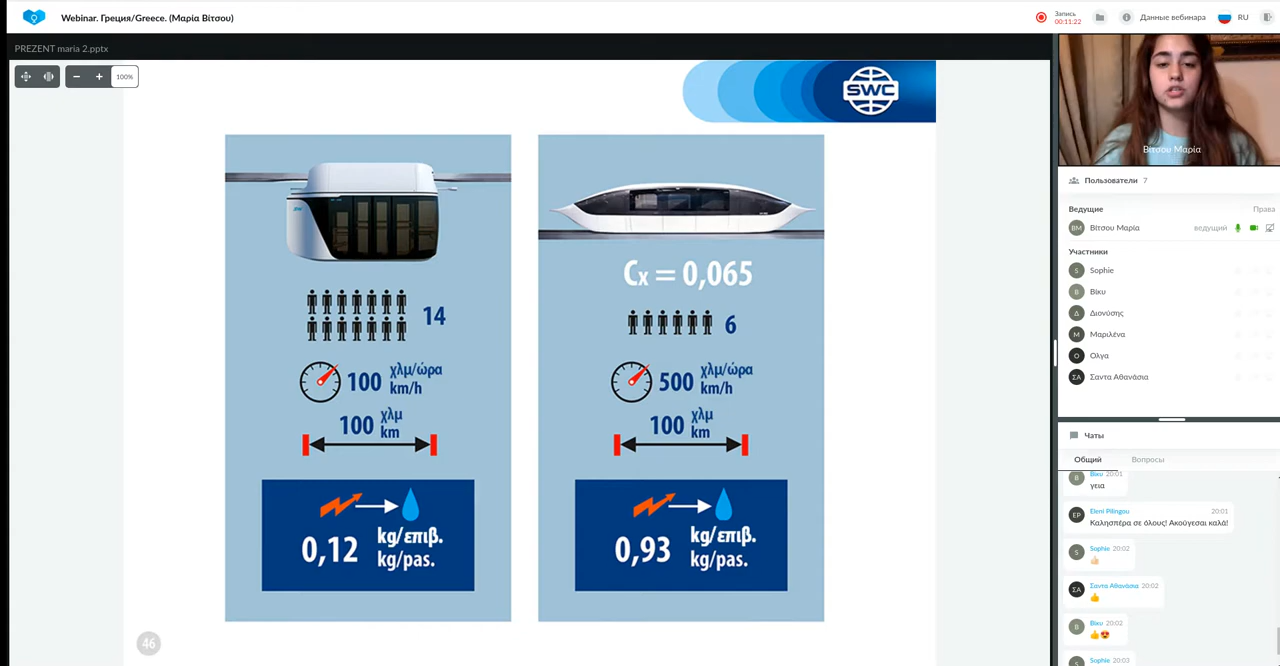 Webinar. Греция/Greece. (Μαρία Βίτσου)
Запись
00:11:22
Данные вебинара
RU
PREZENT maria 2.pptx
100%
SWC
14
100 χλμ/ώρα
km/h
100 χλμ
km
0,12 kg/επιβ.
kg/pas.
Cx = 0,065
6
500 χλμ/ώρα
km/h
100 χλμ
km
0,93 kg/επιβ.
kg/pas.
46
Βίτσου Μαρία
Пользователи 7
Ведущие
Права
ΒΜ
Βίτσου Μαρία
ведущий
Участники
S
Sophie
Β
Βίκυ
Δ
Διονύσης
Μ
Μαριλένα
Ο
Ολγα
ΣΑ
Σαντα Αθανάσια
Чаты
Общий
Вопросы
Β
Βίκυ 20:01
γεια
EP
Eleni Pilingou 20:01
Καλησπέρα σε όλους! Ακούγεσαι καλά!
S
Sophie 20:02
👍🏻
ΣΑ
Σαντα Αθανάσια 20:02
👍
Β
Βίκυ 20:02
👍😍
S
Sophie 20:03